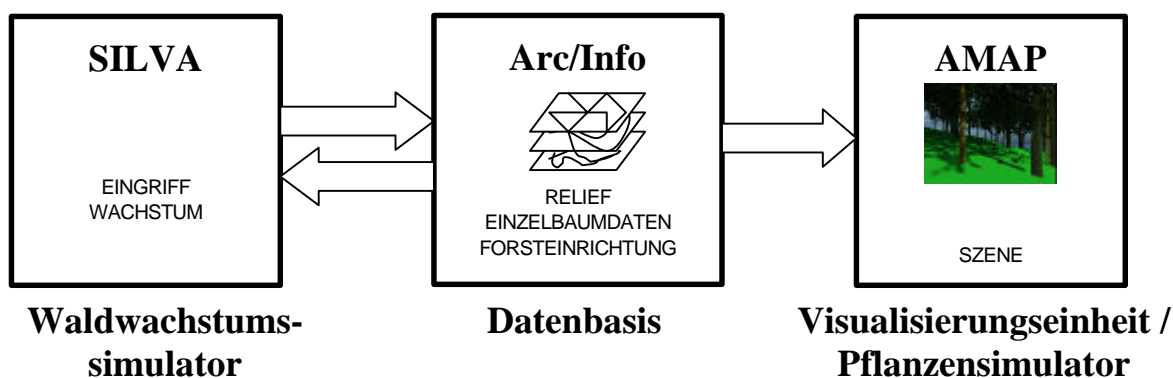 SILVA
EINGRIFF
WACHSTUM
Waldwachstums-
simulator
Arc/Info
RELIEF
EINZELBAUMDATEN
FORSTEINRICHTUNG
Datenbasis
AMAP
SZENE
Visualisierungseinheit /
Pflanzensimulator